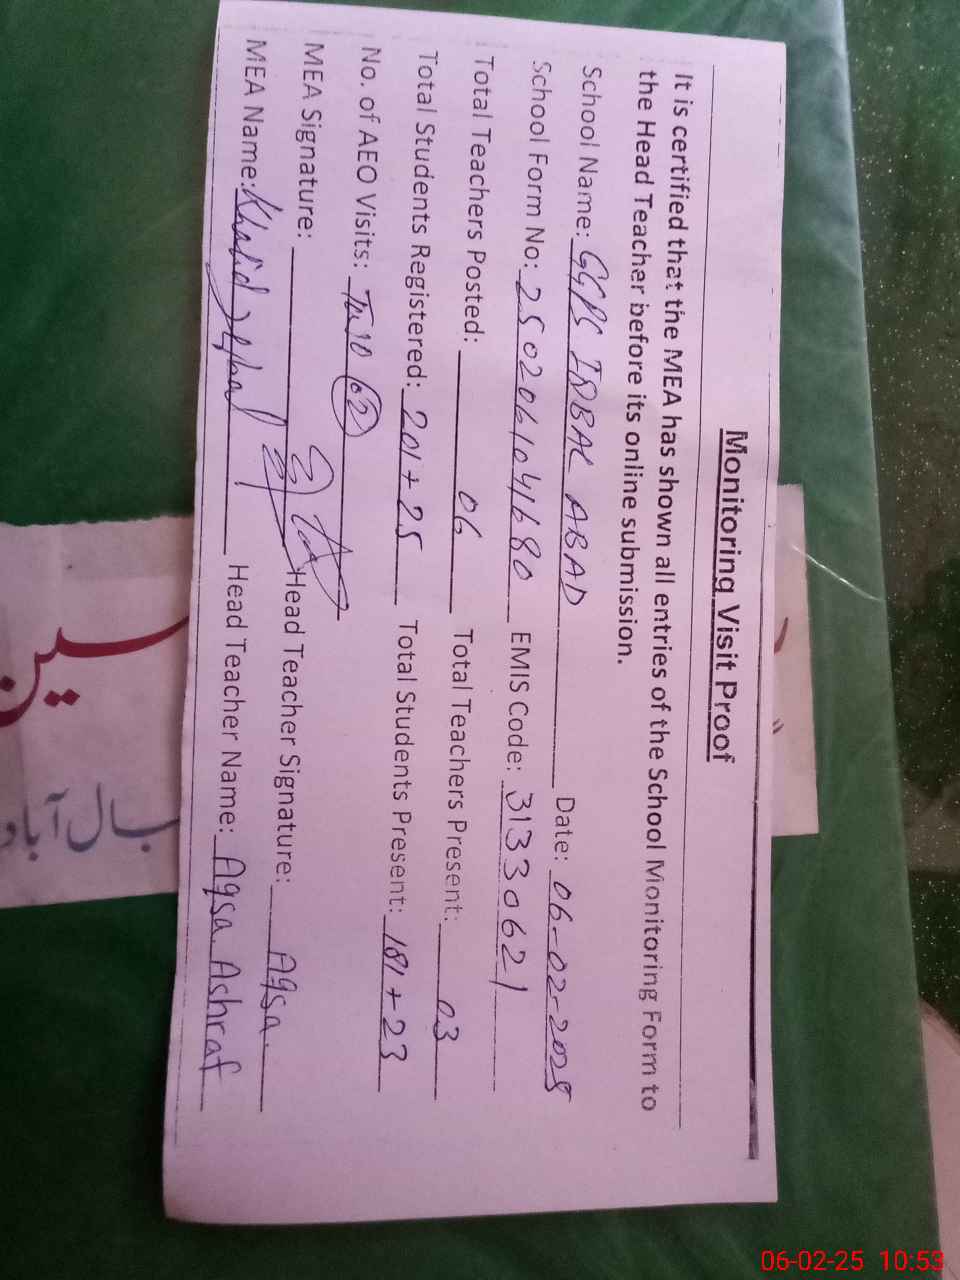 Monitoring Visit Proof
It is certified that the MEA has shown all entries of the School Monitoring Form to
the Head Teacher before its online submission.
School Name: GGPS IQBAL ABAD Date: 06-02-2025
School Form No: 2502061041680 EMIS Code: 31330621
Total Teachers Posted: 06 Total Teachers Present: 03
Total Students Registered: 201+25 Total Students Present: 181+23
No. of AEO Visits: Two 02
MEA Signature: Head Teacher Signature: Aqsa.
MEA Name: Khalid Iqbal Head Teacher Name: Aqsa Ashraf
آباد
06-02-25 10:53